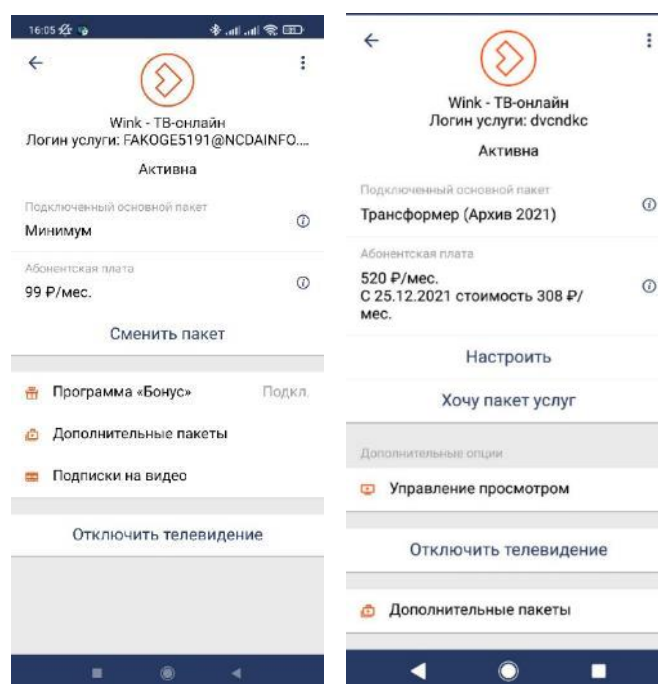 16:05
Wink - ТВ-онлайн
Логин услуги: FAKOGE5191@NCDAINFO....
Активна
Подключенный основной пакет
Минимум
Абонентская плата
99 ₽/мес.
Сменить пакет
Программа «Бонус» Подкл.
Дополнительные пакеты
Подписки на видео
Отключить телевидение
Wink - ТВ-онлайн
Логин услуги: dvcndkc
Активна
Подключенный основной пакет
Трансформер (Архив 2021)
Абонентская плата
520 ₽/мес.
С 25.12.2021 стоимость 308 ₽/
мес.
Настроить
Хочу пакет услуг
Дополнительные опции
Управление просмотром
Отключить телевидение
Дополнительные пакеты